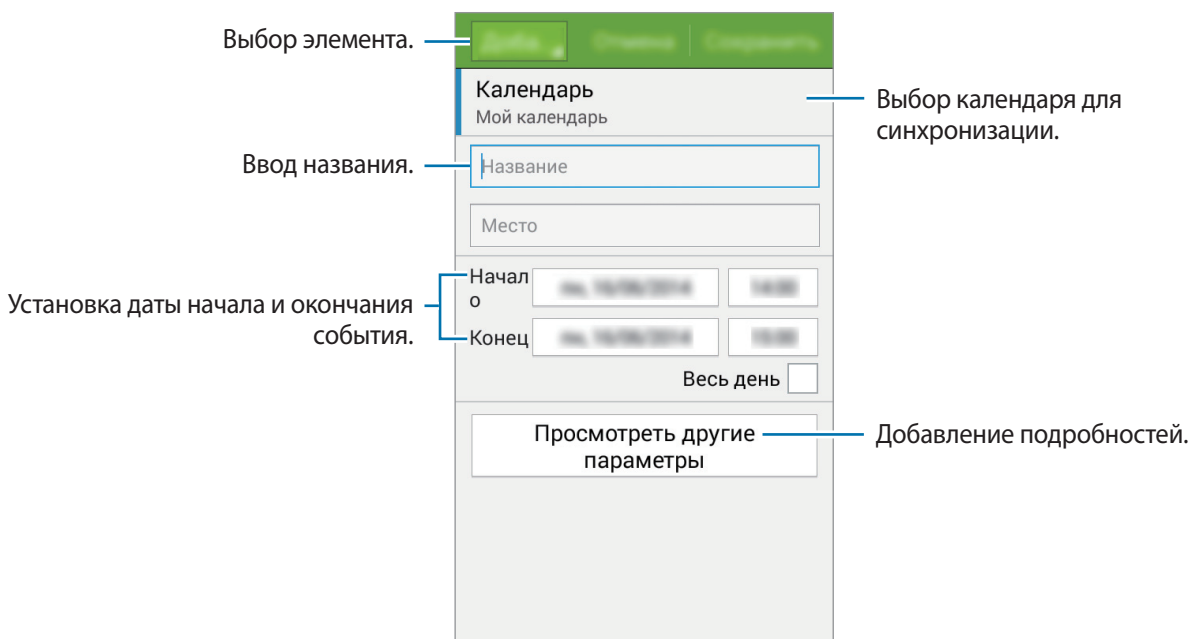 Выбор элемента.
Календарь
Мой календарь
Выбор календаря для
синхронизации.
Ввод названия.
Название
Место
Установка даты начала и окончания
события.
Начал
о
Конец
Весь день
Просмотреть другие
параметры
Добавление подробностей.